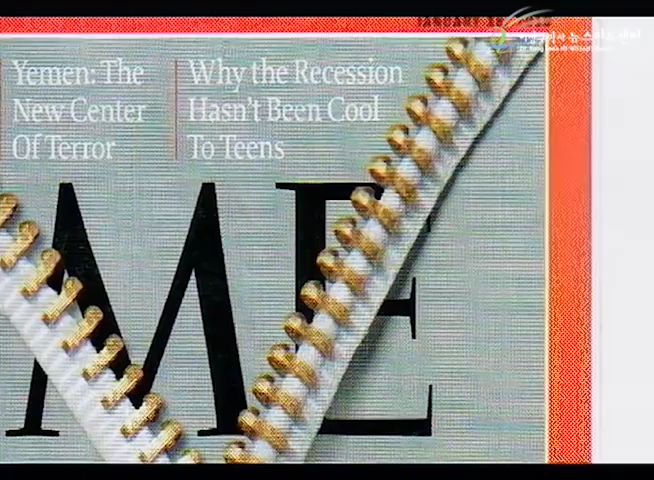 Yemen: The
New Center
Of Terror
Why the Recession
Hasn't Been Cool
To Teens
ME